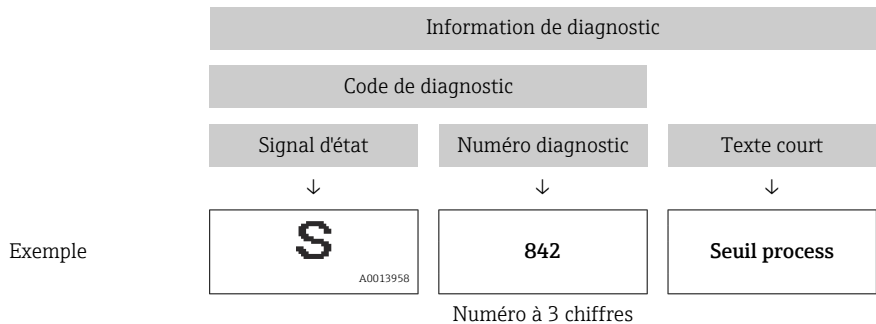 Information de diagnostic
Code de diagnostic
Signal d'état Numéro diagnostic Texte court
↓ ↓ ↓
Exemple S 842 Seuil process
A0013958
Numéro à 3 chiffres